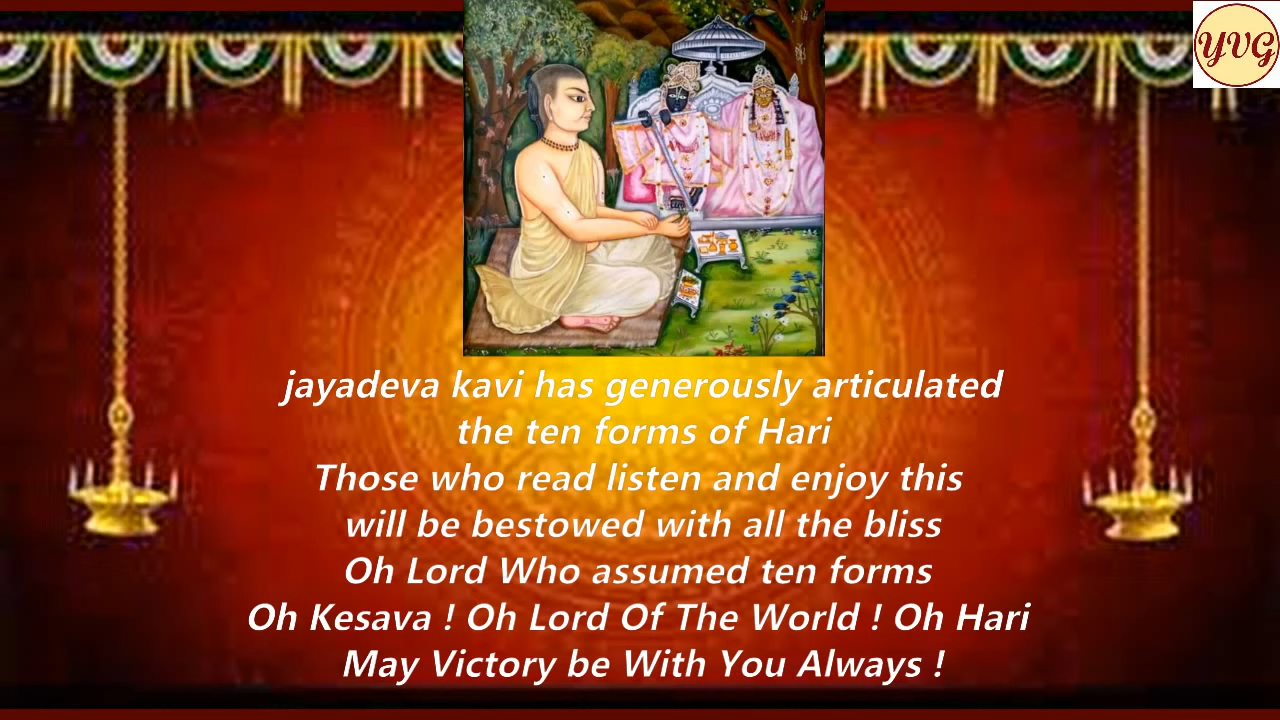 YVG
jayadeva kavi has generously articulated
the ten forms of Hari
Those who read listen and enjoy this
will be bestowed with all the bliss
Oh Lord Who assumed ten forms
Oh Kesava ! Oh Lord Of The World ! Oh Hari
May Victory be With You Always !